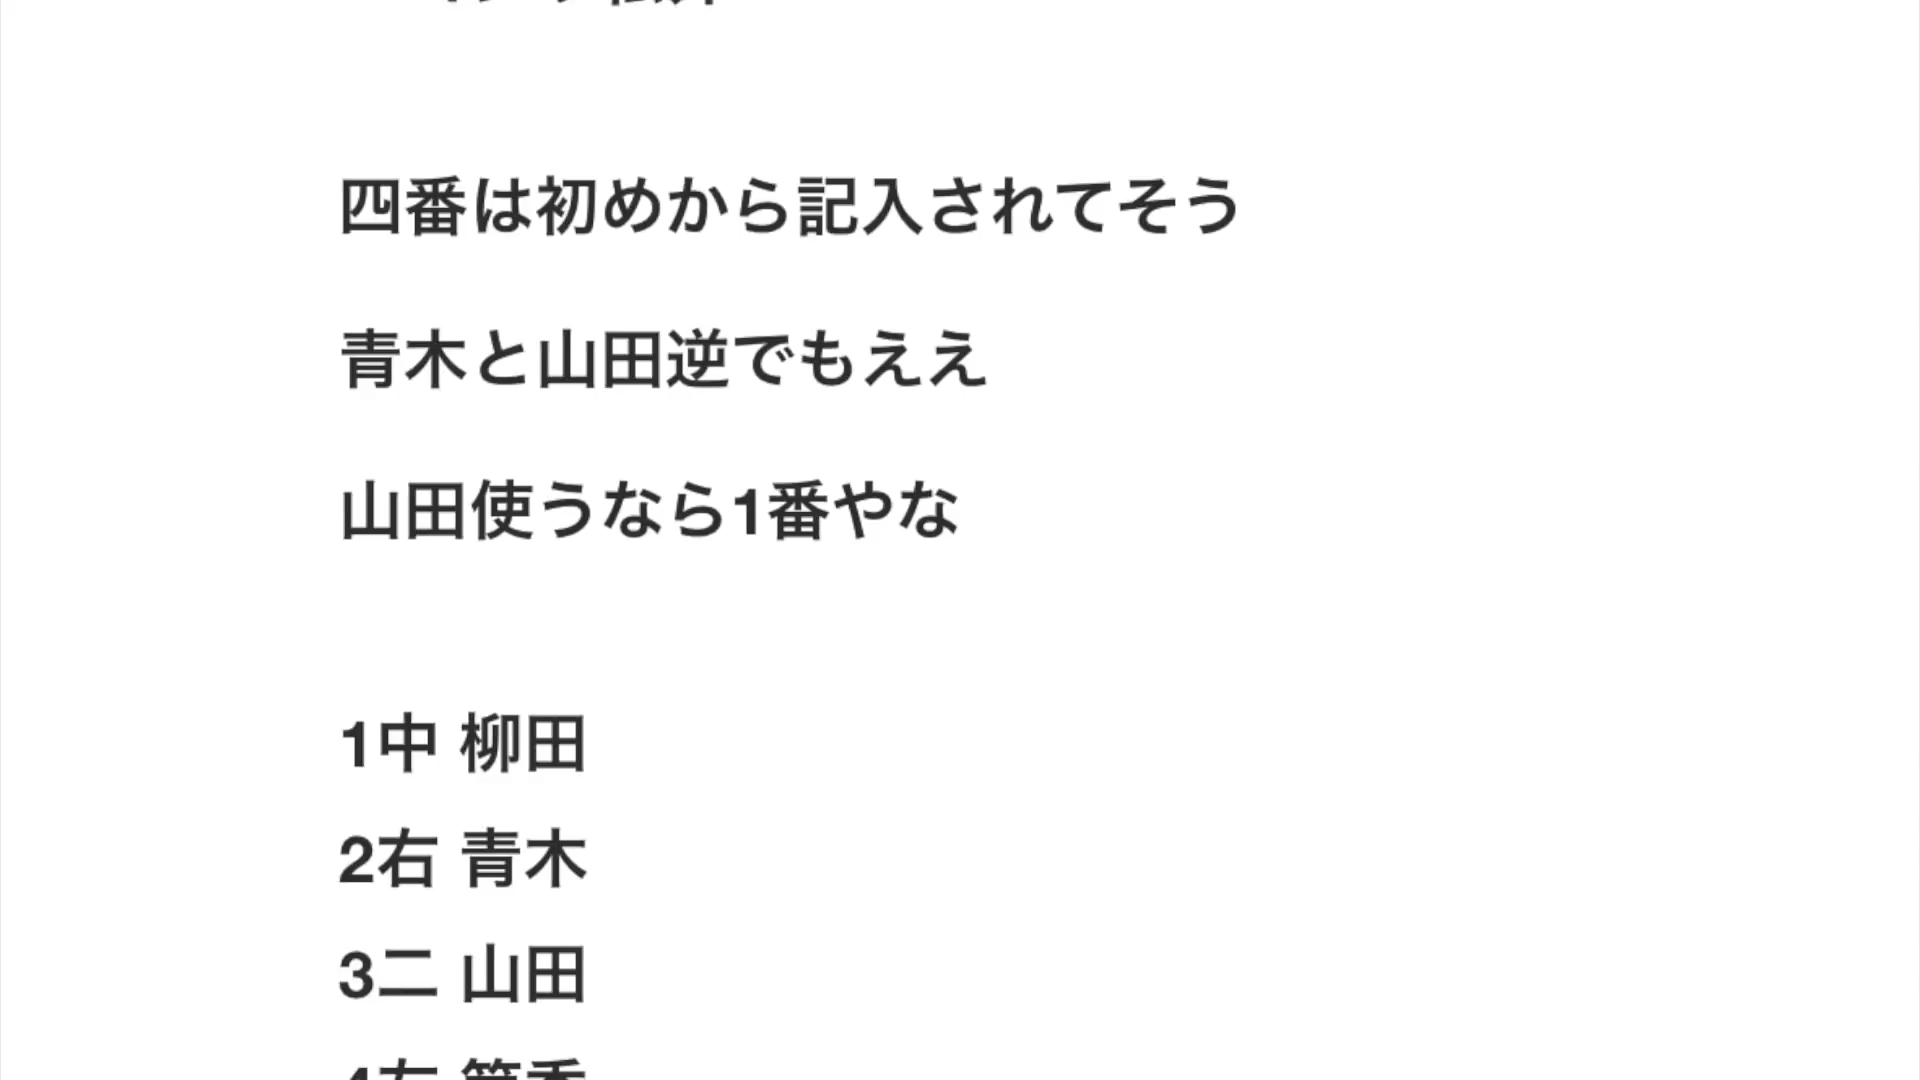 四番は初めから記入されてそう
青木と山田逆でもええ
山田使うなら1番やな
1中 柳田
2右 青木
3二 山田